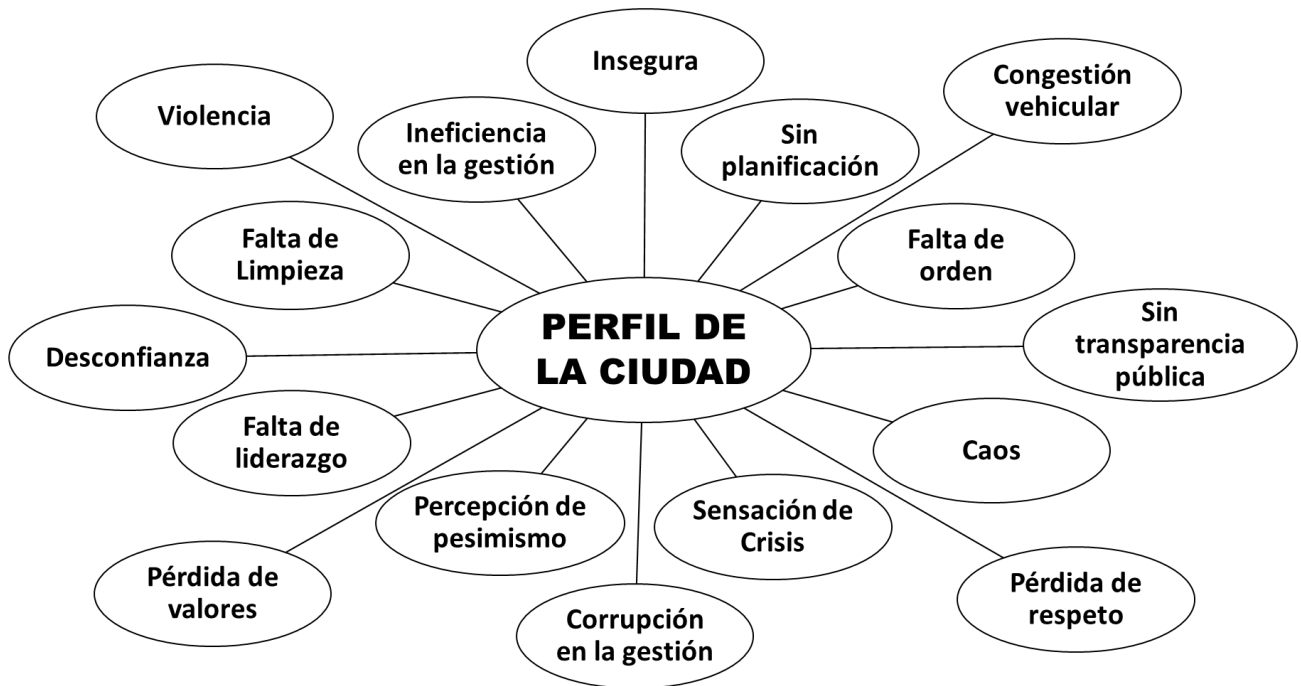 Insegura
Congestión
vehicular
Violencia
Ineficiencia
en la gestión
Sin
planificación
Falta de
Limpieza
Falta de
orden
PERFIL DE
LA CIUDAD
Desconfianza
Sin
transparencia
pública
Falta de
liderazgo
Caos
Percepción de
pesimismo
Sensación de
Crisis
Pérdida de
valores
Corrupción
en la gestión
Pérdida de
respeto